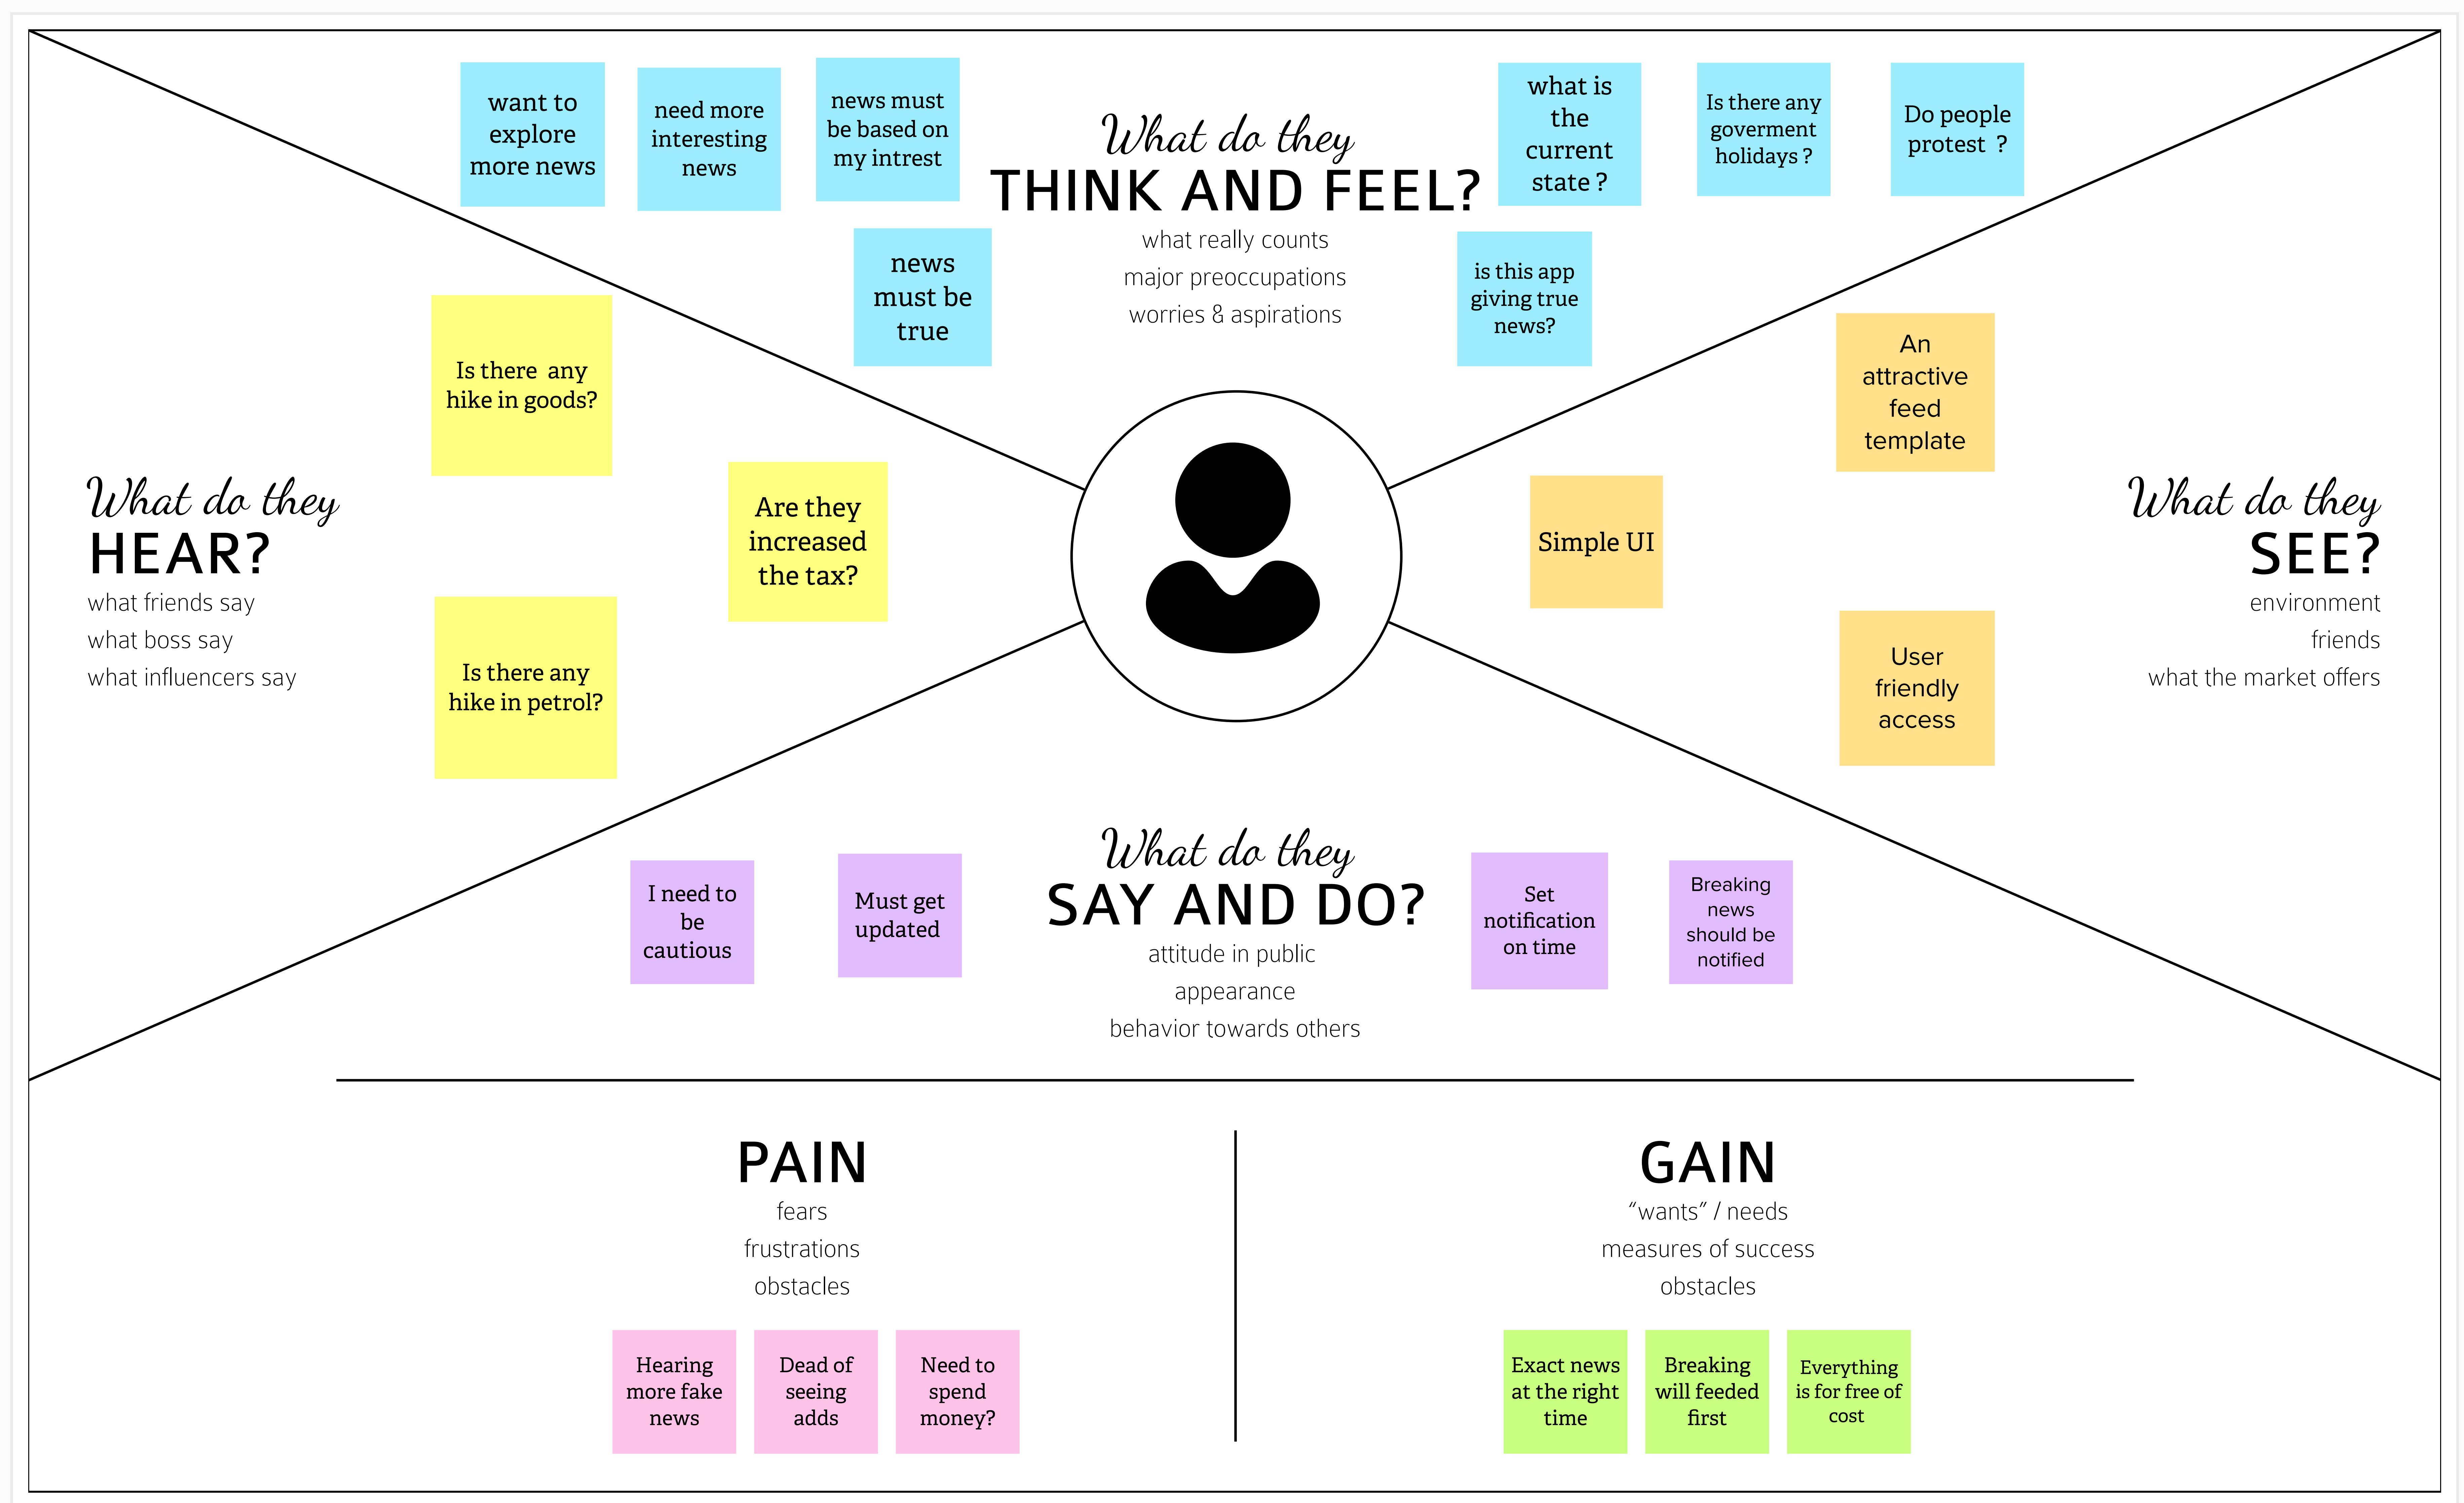 want to
explore
more news
need more
interesting
news
news must
be based on
my intrest
news
must be
true
What do they
THINK AND FEEL?
what really counts
major preoccupations
worries & aspirations
what is
the
current
state ?
Is there any
goverment
holidays ?
Do people
protest ?
is this app
giving true
news?
What do they
HEAR?
what friends say
what boss say
what influencers say
Is there any
hike in goods?
Are they
increased
the tax?
Is there any
hike in petrol?
An
attractive
feed
template
Simple UI
User
friendly
access
What do they
SEE?
environment
friends
what the market offers
I need to
be
cautious
Must get
updated
What do they
SAY AND DO?
attitude in public
appearance
behavior towards others
Set
notification
on time
Breaking
news
should be
notified
PAIN
fears
frustrations
obstacles
Hearing
more fake
news
Dead of
seeing
adds
Need to
spend
money?
GAIN
“wants” / needs
measures of success
obstacles
Exact news
at the right
time
Breaking
will feeded
first
Everything
is for free of
cost